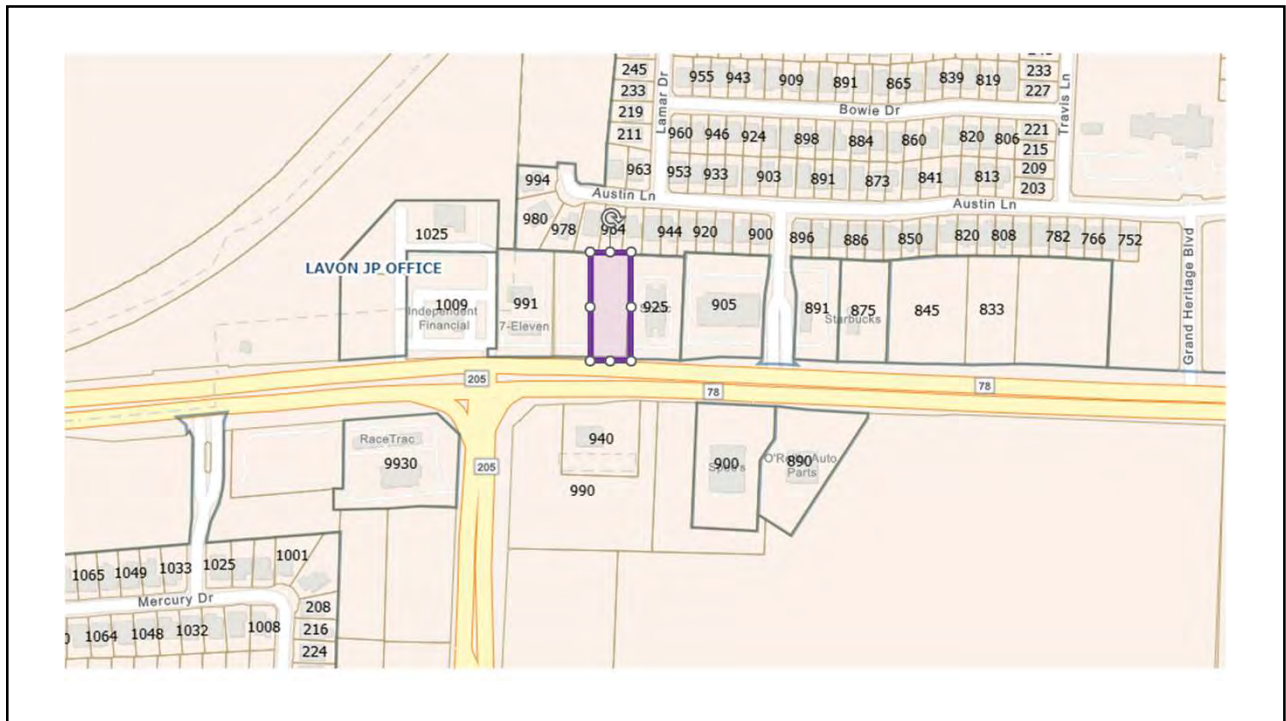 245
233
219
211
Lamar Dr
955 943 909 891 865 839 819
233
227
Bowie Dr
Travis Ln
960 946 924 898 884 860 820 806
221
215
209
203
963
953 933 903 891 873 841 813
994
Austin Ln
Austin Ln
980 978 964 944 920 900 896 886 850 820 808 782 766 752
1025
LAVON JP OFFICE
1009
Independent
Financial
991
7-Eleven
925
905
891 875
Starbucks
845 833
Grand Heritage Blvd
205
78
78
RaceTrac
9930
205
940
990
900
890
O'Reilly Auto
Parts
1065 1049 1033 1025 1001
Mercury Dr
1064 1048 1032 1008
208
216
224